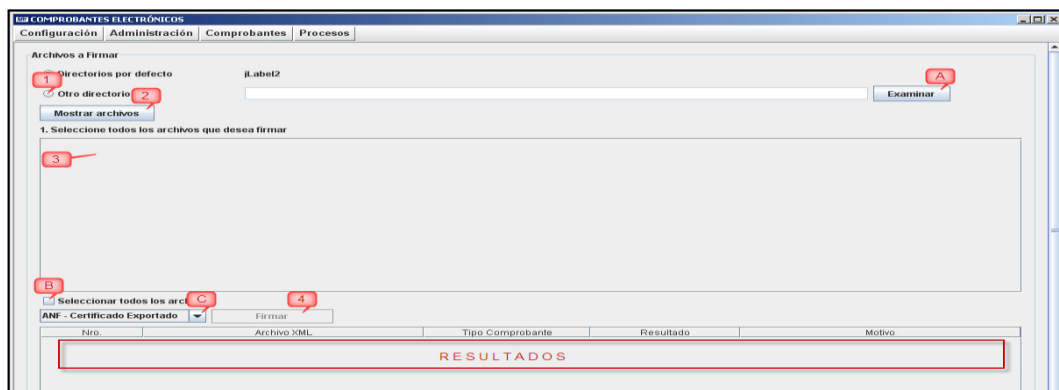 COMPROBANTES ELECTRÓNICOS
Configuración Administración Comprobantes Procesos
Archivos a Firmar
Directorios por defecto jLabel2
1 A
Otro directorio 2 Examinar
Mostrar archivos
1. Seleccione todos los archivos que desea firmar
3
B
Seleccionar todos los arc C 4
ANF - Certificado Exportado Firmar
Nro. Archivo XML Tipo Comprobante Resultado Motivo
RESULTADOS